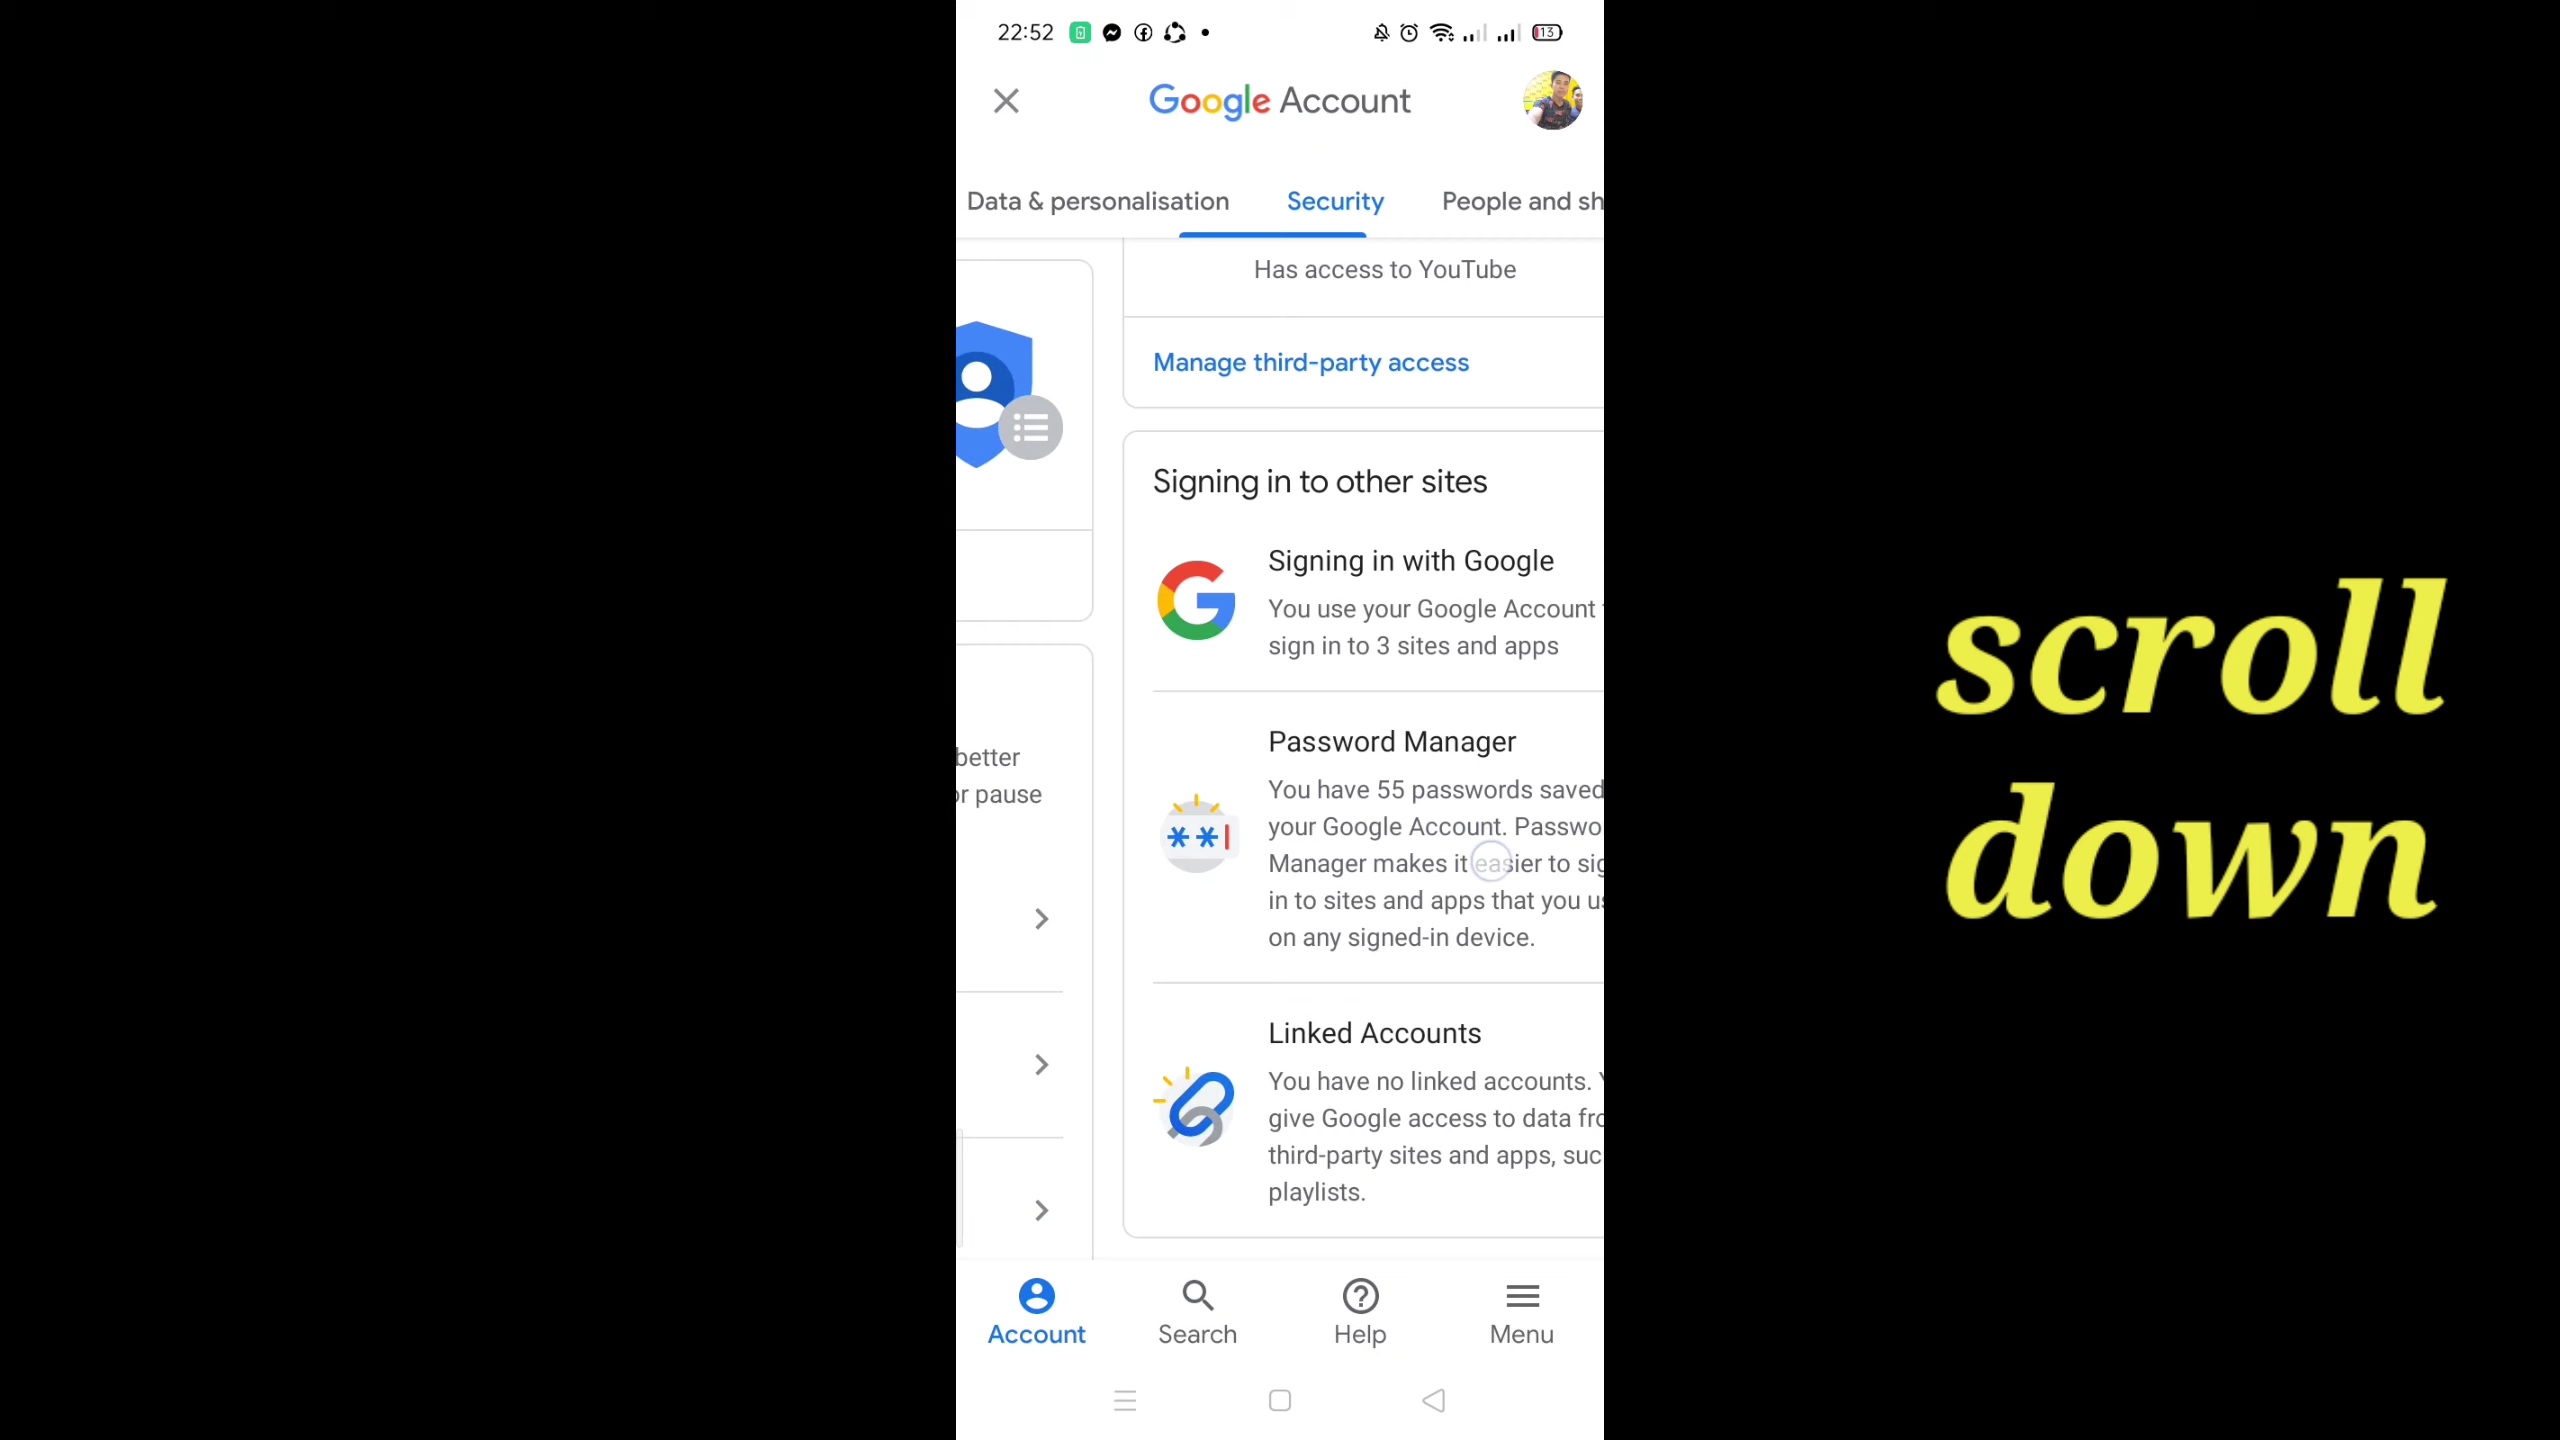 22:52
13
Google Account
Data & personalisation Security People and sh
Has access to YouTube
Manage third-party access
Signing in to other sites
Signing in with Google
You use your Google Account
sign in to 3 sites and apps
better
or pause
Password Manager
You have 55 passwords saved
your Google Account. Passwo
Manager makes it easier to sig
in to sites and apps that you us
on any signed-in device.
Linked Accounts
You have no linked accounts. Y
give Google access to data fro
third-party sites and apps, suc
playlists.
Account Search Help Menu
scroll
down